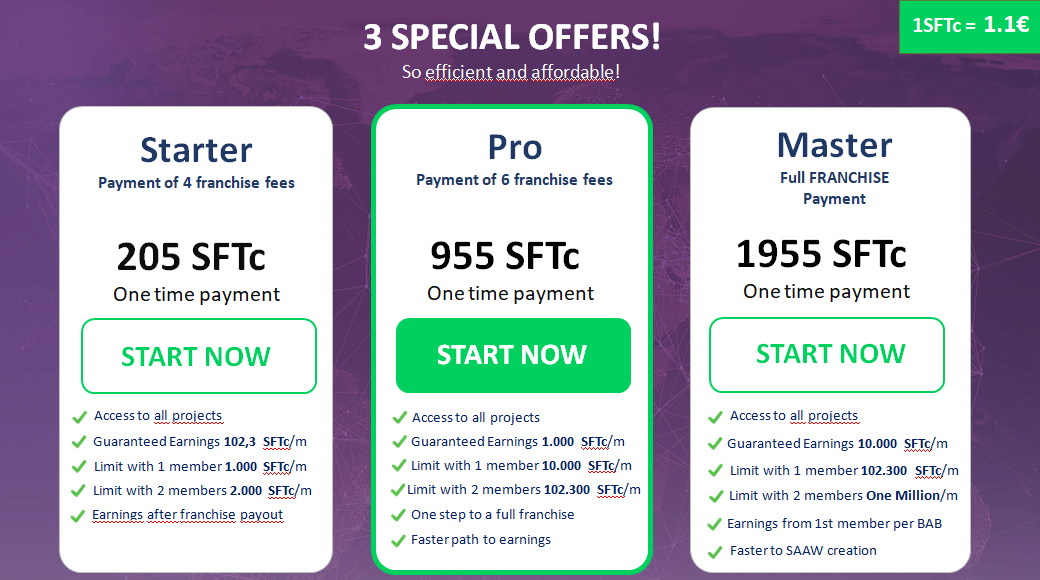 1SFTc = 1.1€
3 SPECIAL OFFERS!
So efficient and affordable!
Starter
Payment of 4 franchise fees
205 SFTc
One time payment
START NOW
Access to all projects
Guaranteed Earnings 102,3 SFTc/m
Limit with 1 member 1.000 SFTc/m
Limit with 2 members 2.000 SFTc/m
Earnings after franchise payout
Pro
Payment of 6 franchise fees
955 SFTc
One time payment
START NOW
Access to all projects
Guaranteed Earnings 1.000 SFTc/m
Limit with 1 member 10.000 SFTc/m
Limit with 2 members 102.300 SFTc/m
One step to a full franchise
Faster path to earnings
Master
Full FRANCHISE
Payment
1955 SFTc
One time payment
START NOW
Access to all projects
Guaranteed Earnings 10.000 SFTc/m
Limit with 1 member 102.300 SFTc/m
Limit with 2 members One Million/m
Earnings from 1st member per BAB
Faster to SAAW creation